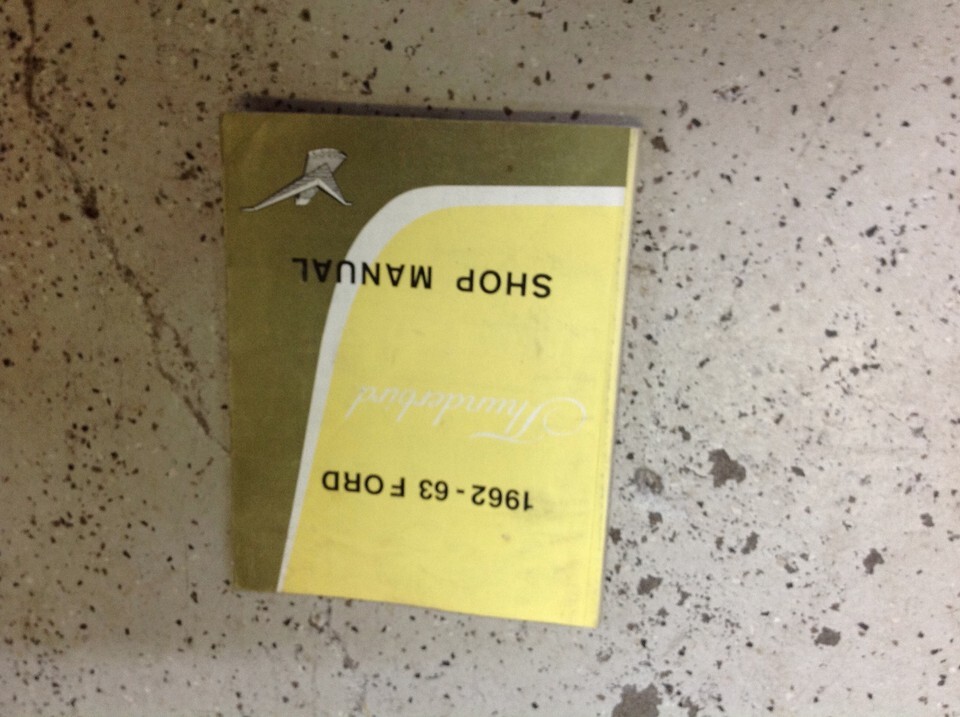 1962-63 FORD
Thunderbird
SHOP MANUAL